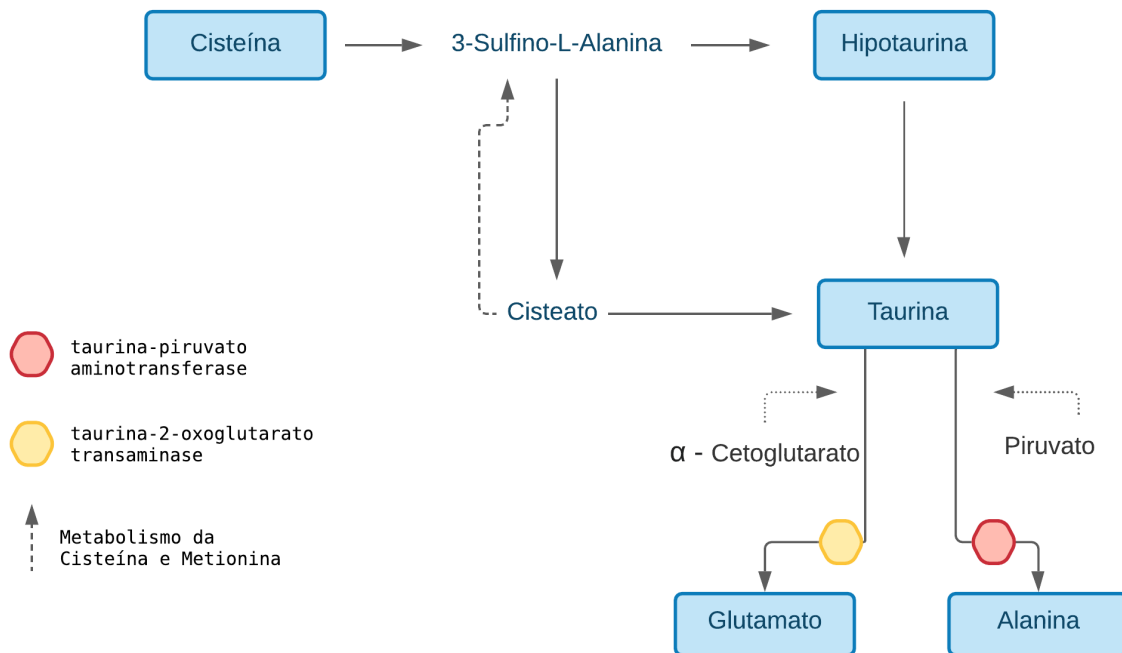 Cisteína
3-Sulfino-L-Alanina
Hipotaurina
Cisteato
Taurina
taurina-piruvato
aminotransferase
taurina-2-oxoglutarato
transaminase
Metabolismo da
Cisteína e Metionina
α - Cetoglutarato
Piruvato
Glutamato
Alanina